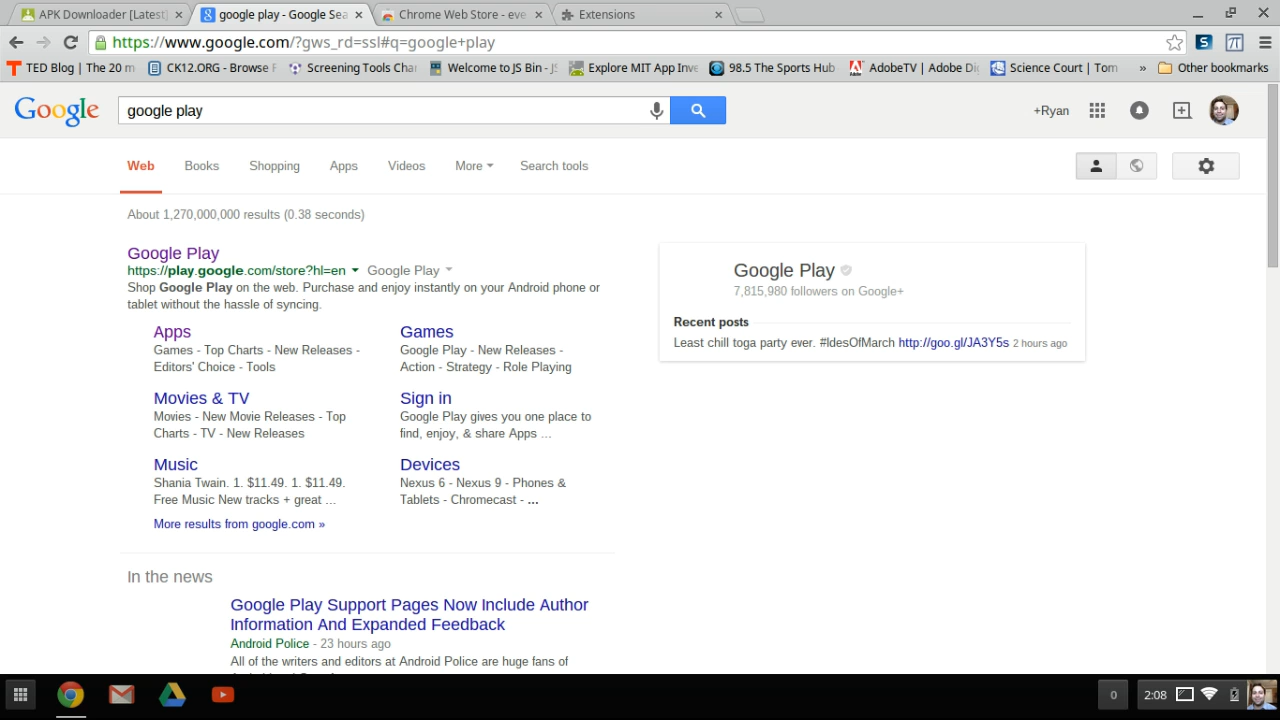 APK Downloader [Latest]
google play - Google Sea
Chrome Web Store - eve
Extensions
https://www.google.com/?gws_rd=ssl#q=google+play
TED Blog | The 20 m
CK12.ORG - Browse F
Screening Tools Cha
Welcome to JS Bin - JS
Explore MIT App Inve
98.5 The Sports Hub
AdobeTV | Adobe Dig
Science Court | Tom
»
Other bookmarks
Google
google play
+Ryan
Web
Books
Shopping
Apps
Videos
More
Search tools
About 1,270,000,000 results (0.38 seconds)
Google Play
https://play.google.com/store?hl=en
Google Play
Shop Google Play on the web. Purchase and enjoy instantly on your Android phone or
tablet without the hassle of syncing.
Apps
Games - Top Charts - New Releases -
Editors' Choice - Tools
Games
Google Play - New Releases -
Action - Strategy - Role Playing
Movies & TV
Movies - New Movie Releases - Top
Charts - TV - New Releases
Sign in
Google Play gives you one place to
find, enjoy, & share Apps ...
Music
Shania Twain. 1. $11.49. 1. $11.49.
Free Music New tracks + great ...
Devices
Nexus 6 - Nexus 9 - Phones &
Tablets - Chromecast - ...
More results from google.com »
Google Play
7,815,980 followers on Google+
Recent posts
Least chill toga party ever. #IdesOfMarch http://goo.gl/JA3Y5s 2 hours ago
In the news
Google Play Support Pages Now Include Author
Information And Expanded Feedback
Android Police - 23 hours ago
All of the writers and editors at Android Police are huge fans of
0
2:08